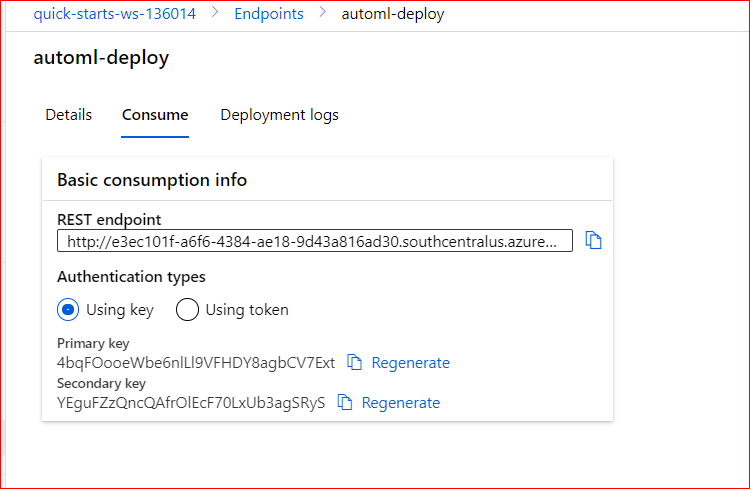 quick-starts-ws-136014 > Endpoints > automl-deploy
automl-deploy
Details Consume Deployment logs
Basic consumption info
REST endpoint
http://e3ec101f-a6f6-4384-ae18-9d43a816ad30.southcentralus.azure...
Authentication types
Using key Using token
Primary key
4bqFOooeWbe6nlLl9VFHDY8agbCV7Ext Regenerate
Secondary key
YEguFZzQncQAfrOlEcF70LxUb3agSRyS Regenerate